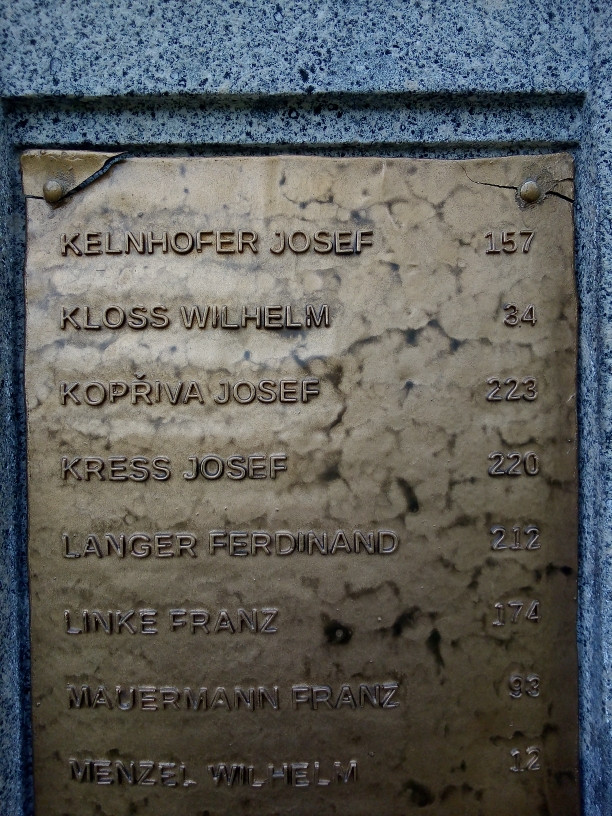 KELNHOFER JOSEF 157
KLOSS WILHELM 34
KOPŘIVA JOSEF 223
KRESS JOSEF 220
LANGER FERDINAND 212
LINKE FRANZ 174
MAUERMANN FRANZ 93
MENZEL WILHELM 12